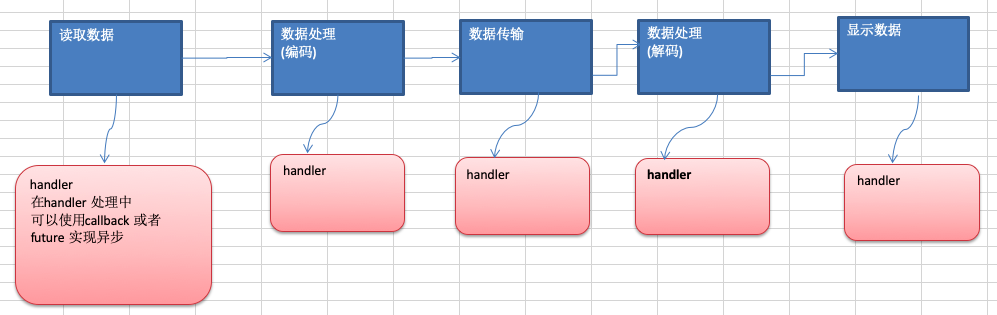 读取数据
数据处理
(编码)
数据传输
数据处理
(解码)
显示数据
handler
在handler 处理中
可以使用callback 或者
future 实现异步
handler
handler
handler
handler